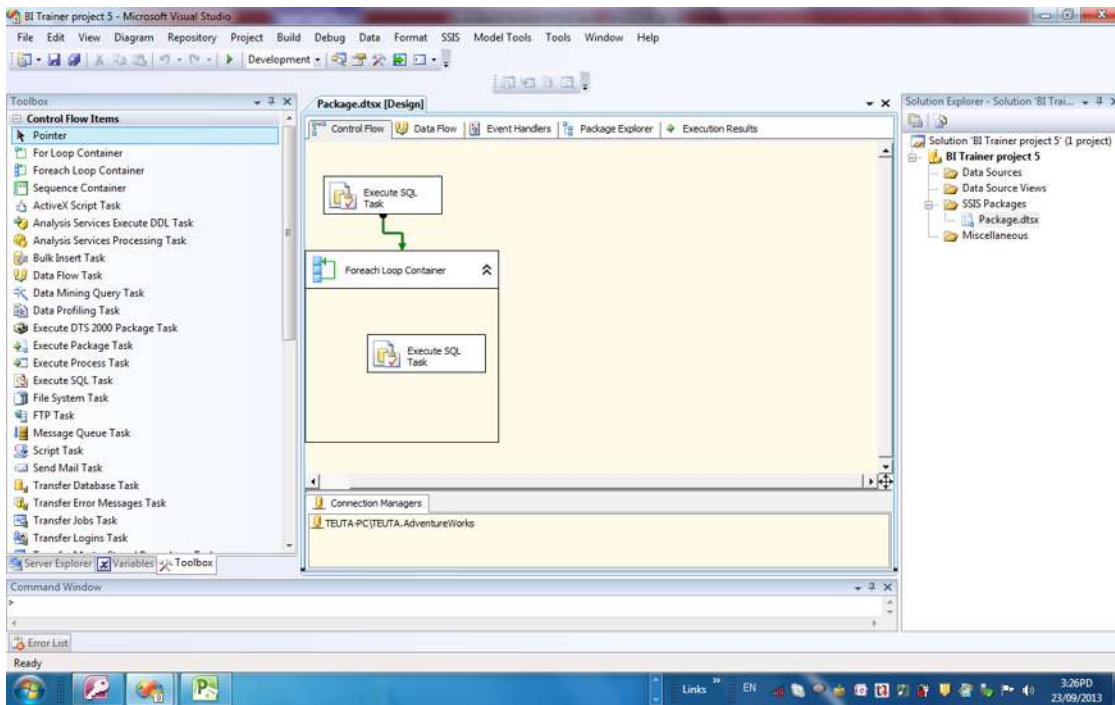 BI Trainer project 5 - Microsoft Visual Studio
File Edit View Diagram Repository Project Build Debug Data Format SSIS Model Tools Tools Window Help
Development
Toolbox
Control Flow Items
Pointer
For Loop Container
Foreach Loop Container
Sequence Container
ActiveX Script Task
Analysis Services Execute DDL Task
Analysis Services Processing Task
Bulk Insert Task
Data Flow Task
Data Mining Query Task
Data Profiling Task
Execute DTS 2000 Package Task
Execute Package Task
Execute Process Task
Execute SQL Task
File System Task
FTP Task
Message Queue Task
Script Task
Send Mail Task
Transfer Database Task
Transfer Error Messages Task
Transfer Jobs Task
Transfer Logins Task
Server Explorer Variables Toolbox
Package.dtsx [Design]
Control Flow Data Flow Event Handlers Package Explorer Execution Results
Execute SQL
Task
Foreach Loop Container
Execute SQL
Task
Connection Managers
TEUTA-PC\TEUTA.AdventureWorks
Solution Explorer - Solution 'BI Trai...
Solution 'BI Trainer project 5' (1 project)
BI Trainer project 5
Data Sources
Data Source Views
SSIS Packages
Package.dtsx
Miscellaneous
Command Window
>
Error List
Ready
Links EN
3:26PD
23/09/2013